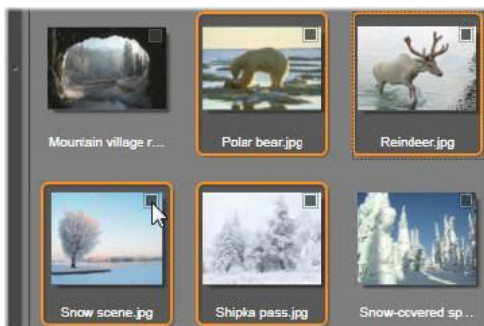 Mountain village r...
Polar bear.jpg
Reindeer.jpg
Snow scene.jpg
Shipka pass.jpg
Snow-covered sp...